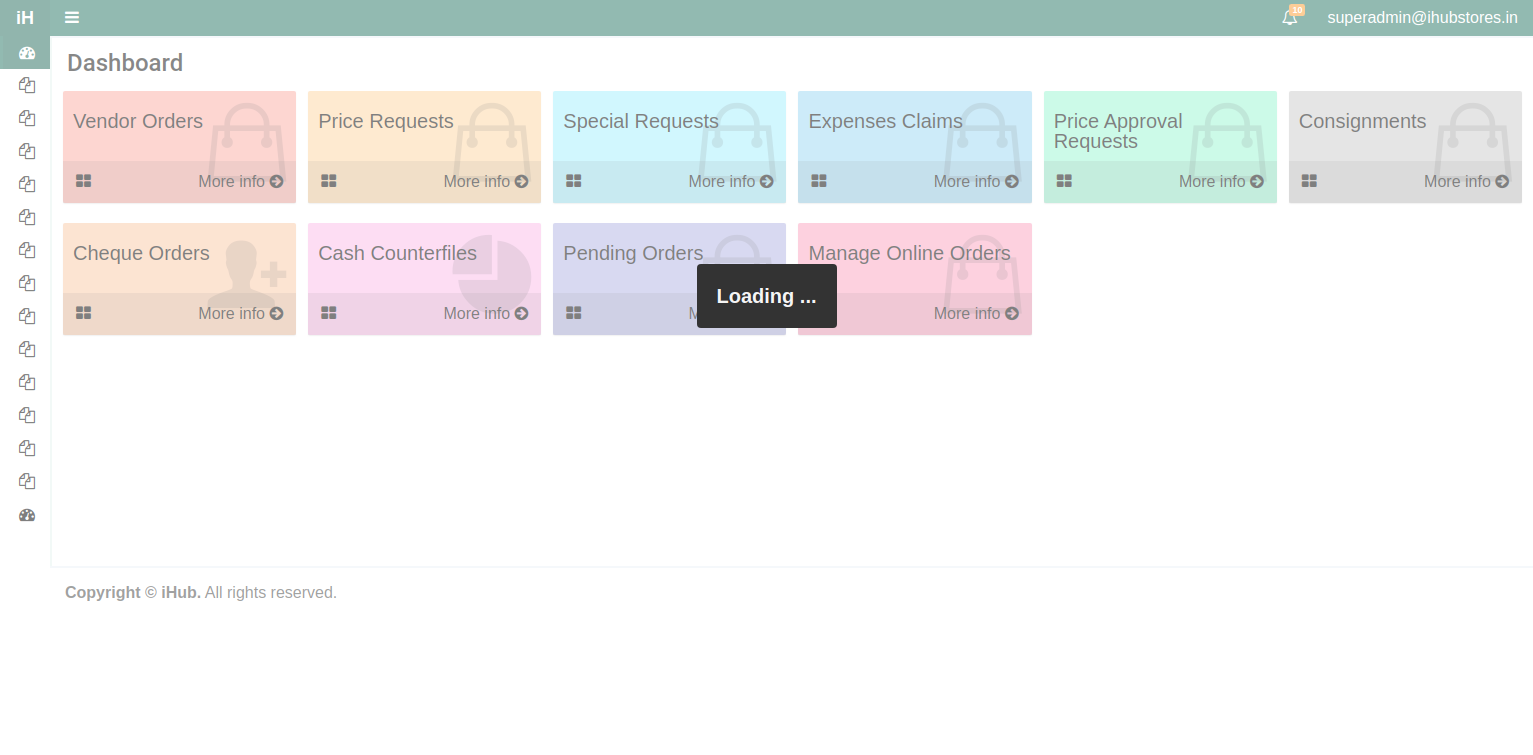 iH
10
superadmin@ihubstores.in
Dashboard
Vendor Orders
More info
Price Requests
More info
Special Requests
More info
Expenses Claims
More info
Price Approval
Requests
More info
Consignments
More info
Cheque Orders
More info
Cash Counterfiles
More info
Pending Orders
Manage Online Orders
More info
Loading ...
Copyright © iHub. All rights reserved.